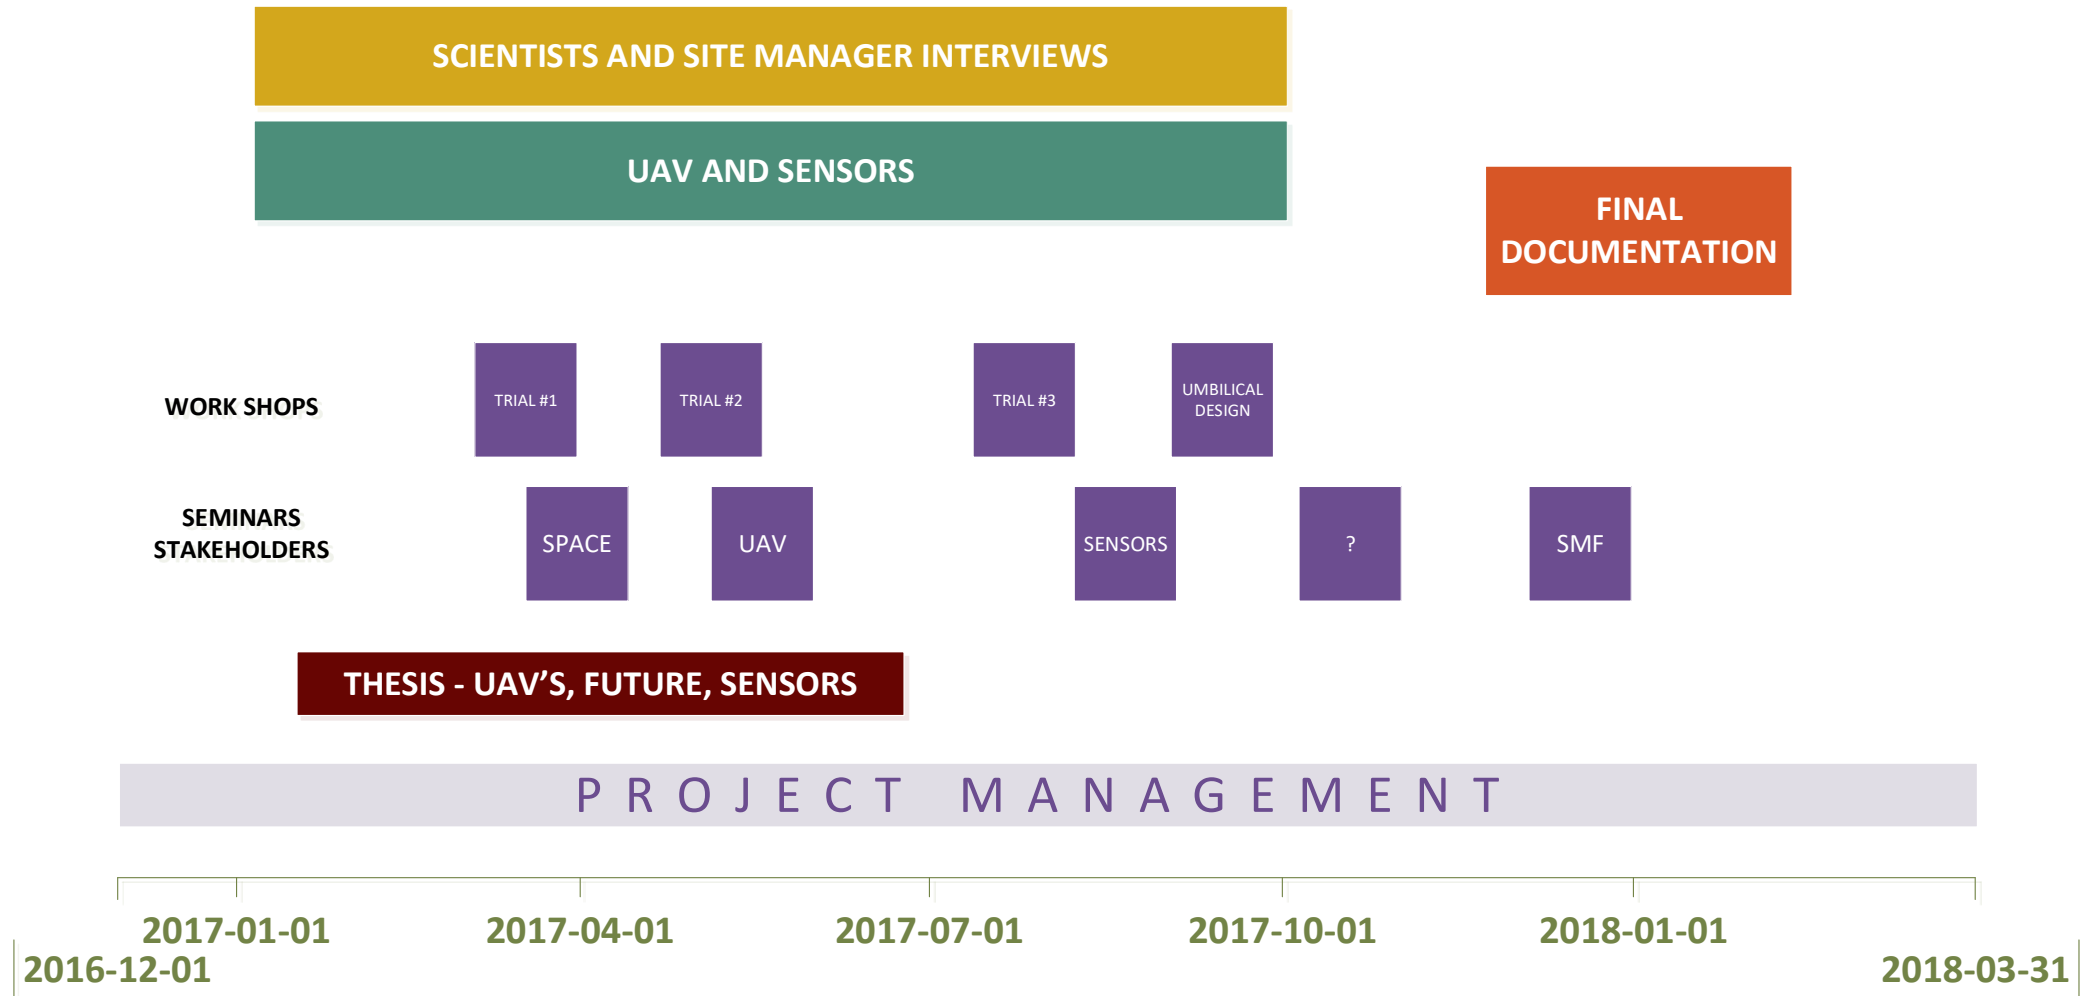 SCIENTISTS AND SITE MANAGER INTERVIEWS
UAV AND SENSORS
FINAL
DOCUMENTATION
WORK SHOPS
TRIAL #1
TRIAL #2
TRIAL #3
UMBILICAL
DESIGN
SEMINARS
STAKEHOLDERS
SPACE
UAV
SENSORS
?
SMF
THESIS - UAV’S, FUTURE, SENSORS
PROJECT MANAGEMENT
2017-01-01
2017-04-01
2017-07-01
2017-10-01
2018-01-01
2016-12-01
2018-03-31